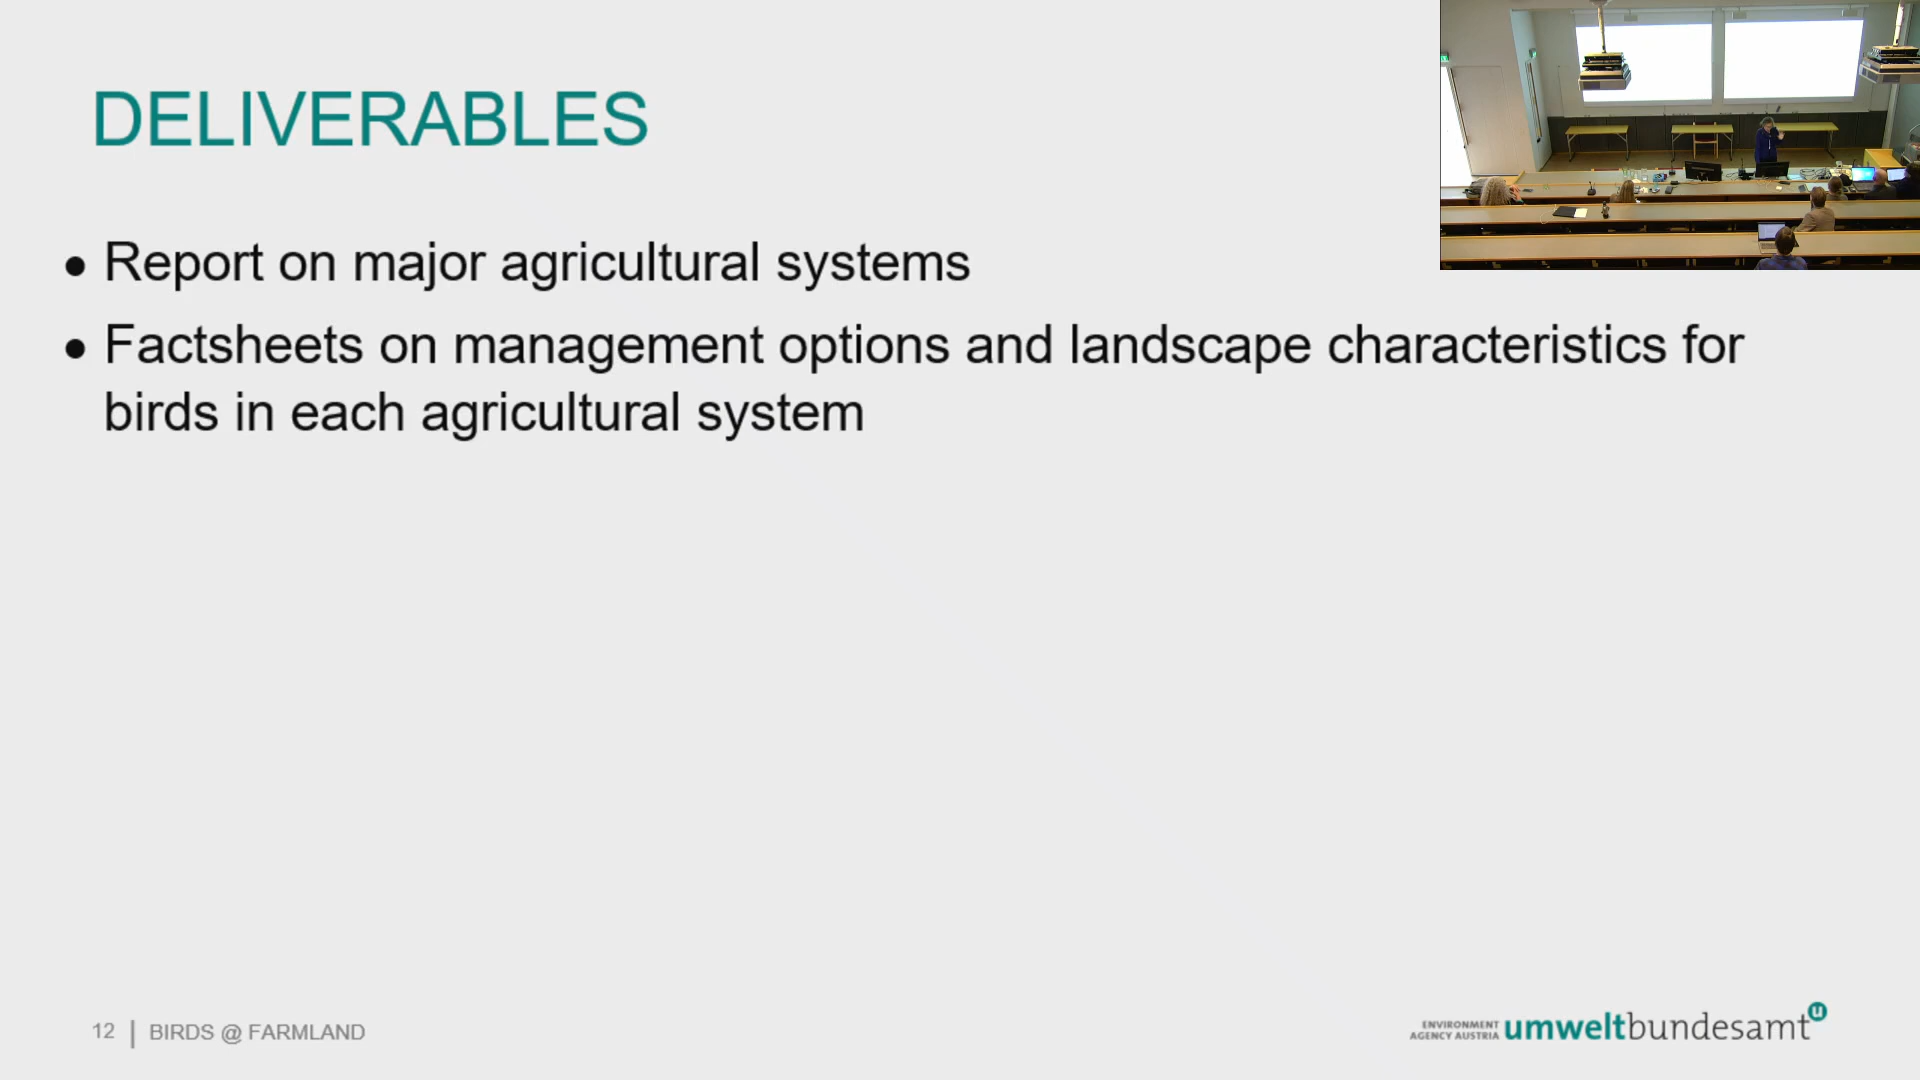 DELIVERABLES
• Report on major agricultural systems
• Factsheets on management options and landscape characteristics for
birds in each agricultural system
12 | BIRDS @ FARMLAND
ENVIRONMENT
AGENCY AUSTRIA umweltbundesamt u